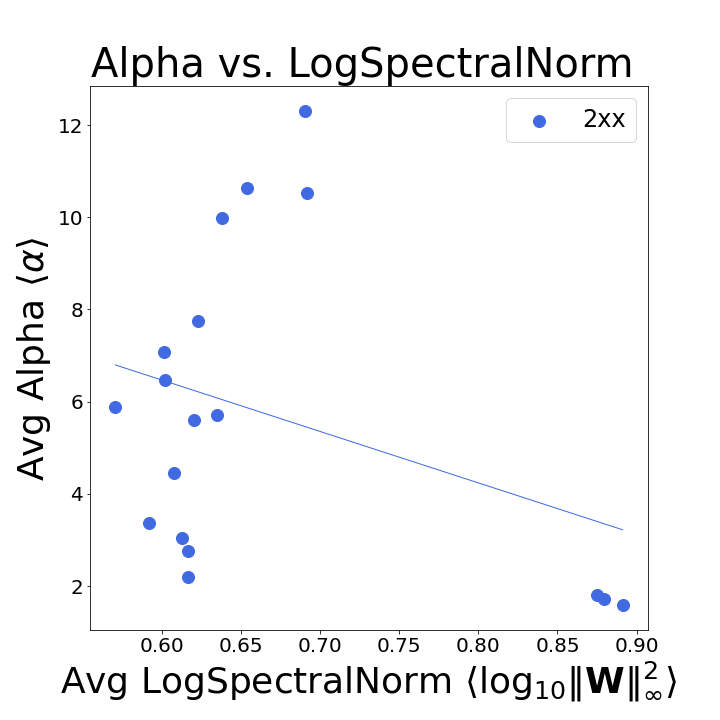 Alpha vs. LogSpectralNorm
2xx
12
10
8
6
4
2
Avg Alpha ⟨α⟩
0.60 0.65 0.70 0.75 0.80 0.85 0.90
Avg LogSpectralNorm ⟨log₁₀‖W‖²∞⟩